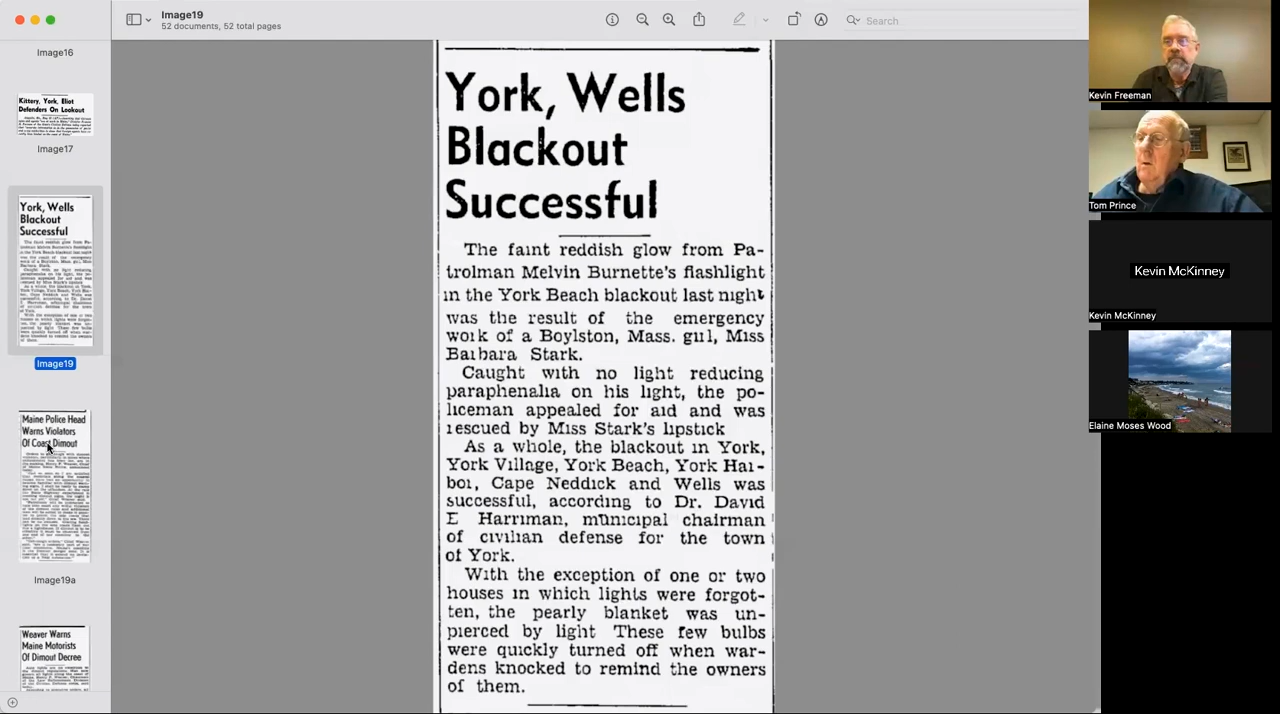 Image19
52 documents, 52 total pages
Search
Image16
Kittery, York, Eliot
Defenders On Lookout
Image17
York, Wells
Blackout
Successful
Image19
Maine Police Head
Warns Violators
Of Coast Dimout
Image19a
Weaver Warns
Maine Motorists
Of Dimout Decree
York, Wells
Blackout
Successful
The faint reddish glow from Pa-
trolman Melvin Burnette's flashlight
in the York Beach blackout last night
was the result of the emergency
work of a Boylston, Mass. girl, Miss
Barbara Stark.
Caught with no light reducing
paraphenalia on his light, the po-
liceman appealed for aid and was
rescued by Miss Stark's lipstick
As a whole, the blackout in York,
York Village, York Beach, York Har-
bor, Cape Neddick and Wells was
successful, according to Dr. David
E Harriman, municipal chairman
of civilian defense for the town
of York.
With the exception of one or two
houses in which lights were forgot-
ten, the pearly blanket was un-
pierced by light These few bulbs
were quickly turned off when war-
dens knocked to remind the owners
of them.
Kevin Freeman
Tom Prince
Kevin McKinney
Kevin McKinney
Elaine Moses Wood